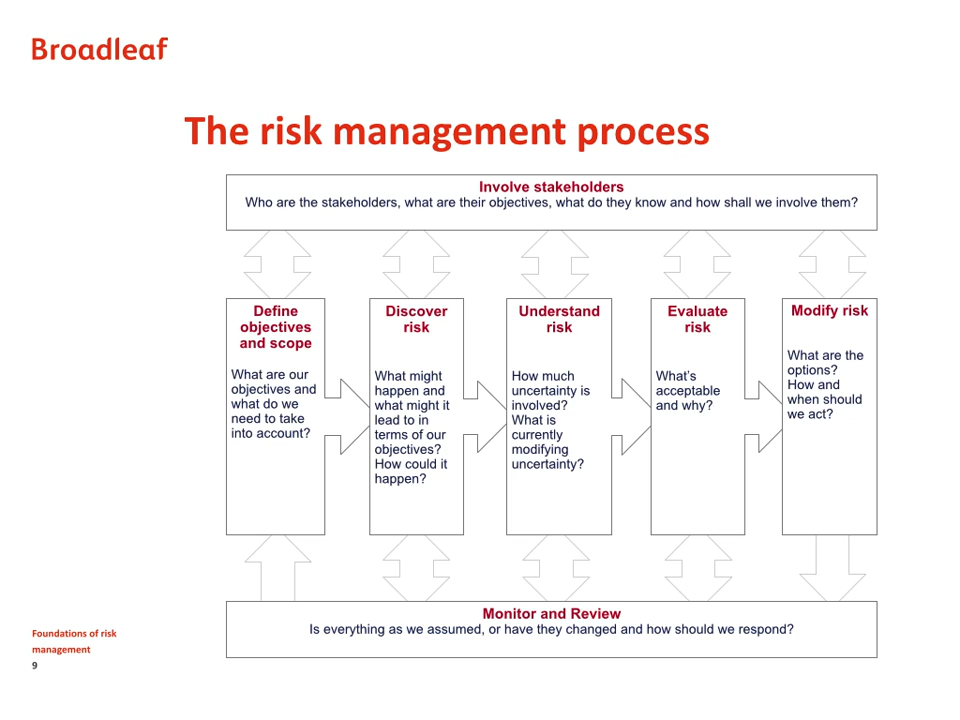 Broadleaf
The risk management process
Involve stakeholders
Who are the stakeholders, what are their objectives, what do they know and how shall we involve them?
Define
objectives
and scope
What are our
objectives and
what do we
need to take
into account?
Discover
risk
What might
happen and
what might it
lead to in
terms of our
objectives?
How could it
happen?
Understand
risk
How much
uncertainty is
involved?
What is
currently
modifying
uncertainty?
Evaluate
risk
What's
acceptable
and why?
Modify risk
What are the
options?
How and
when should
we act?
Monitor and Review
Is everything as we assumed, or have they changed and how should we respond?
Foundations of risk
management
9